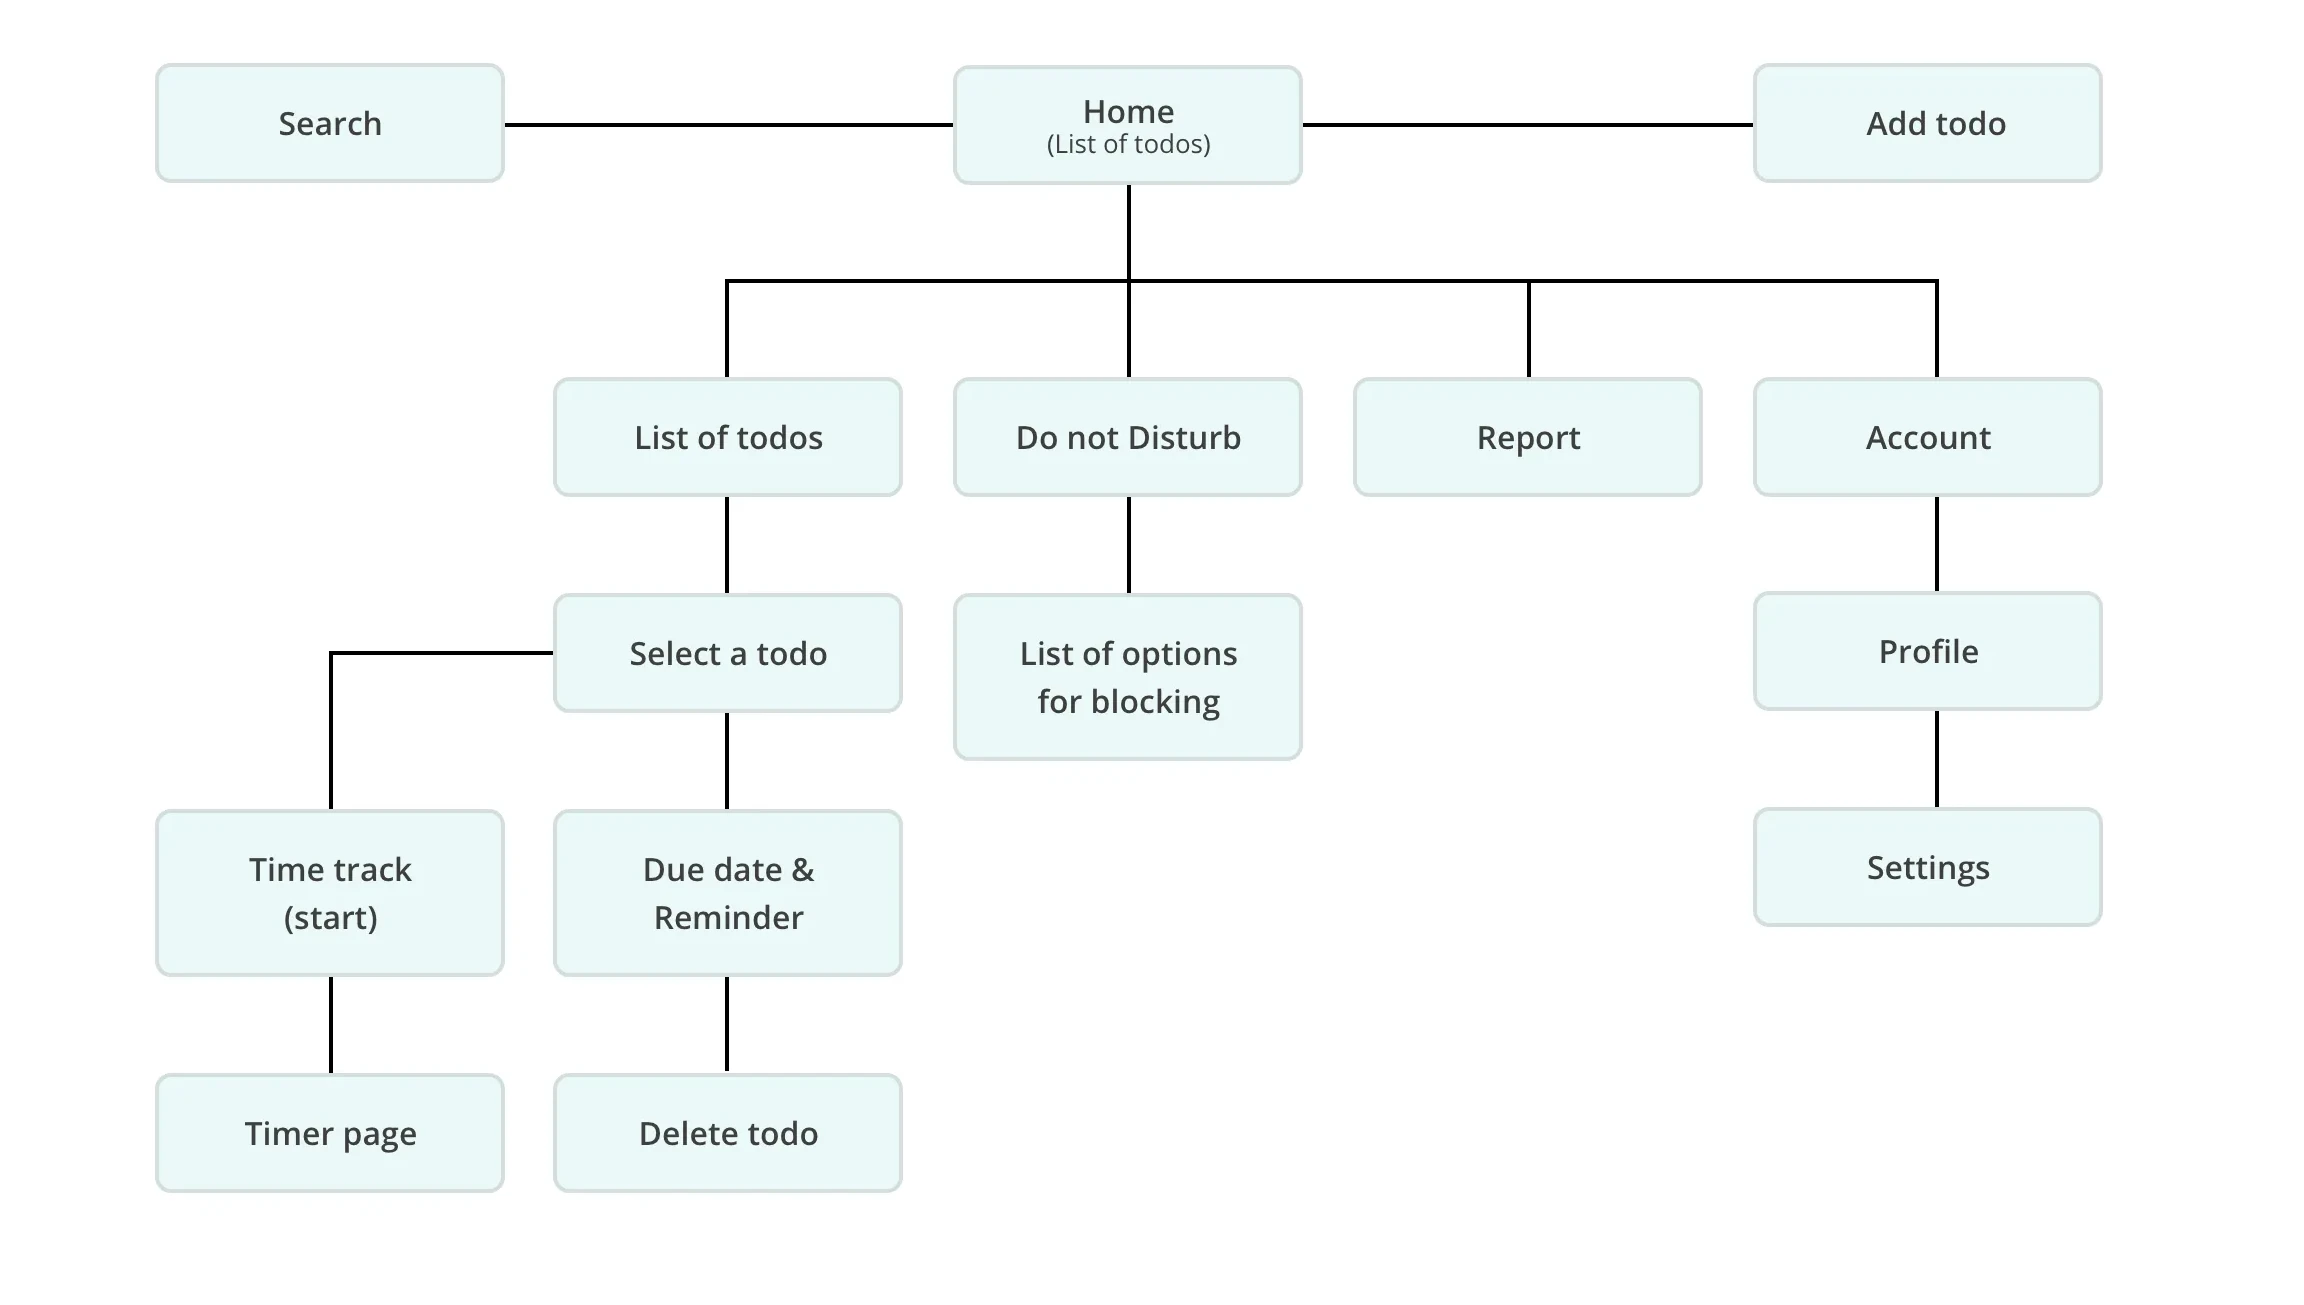 Search
Home
(List of todos)
Add todo
List of todos
Do not Disturb
Report
Account
Select a todo
List of options
for blocking
Profile
Time track
(start)
Due date &
Reminder
Settings
Timer page
Delete todo